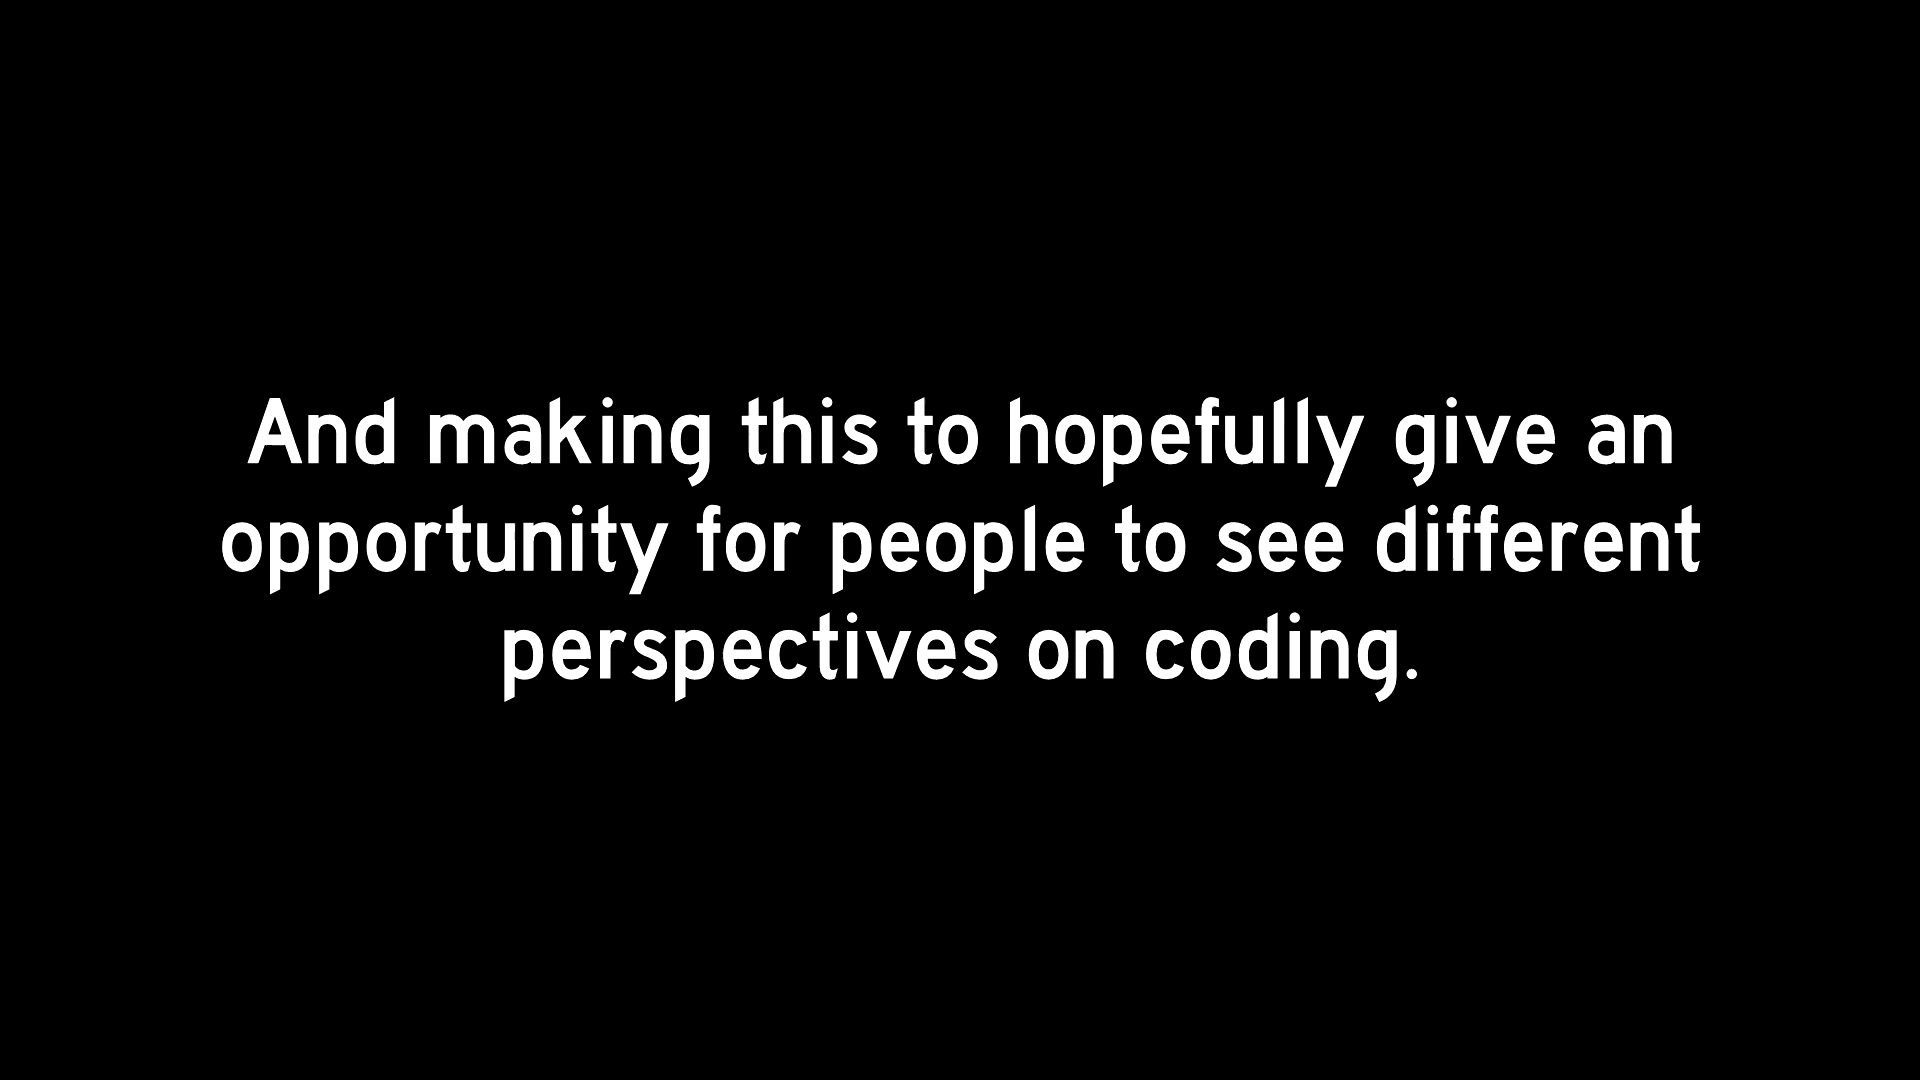 And making this to hopefully give an
opportunity for people to see different
perspectives on coding.